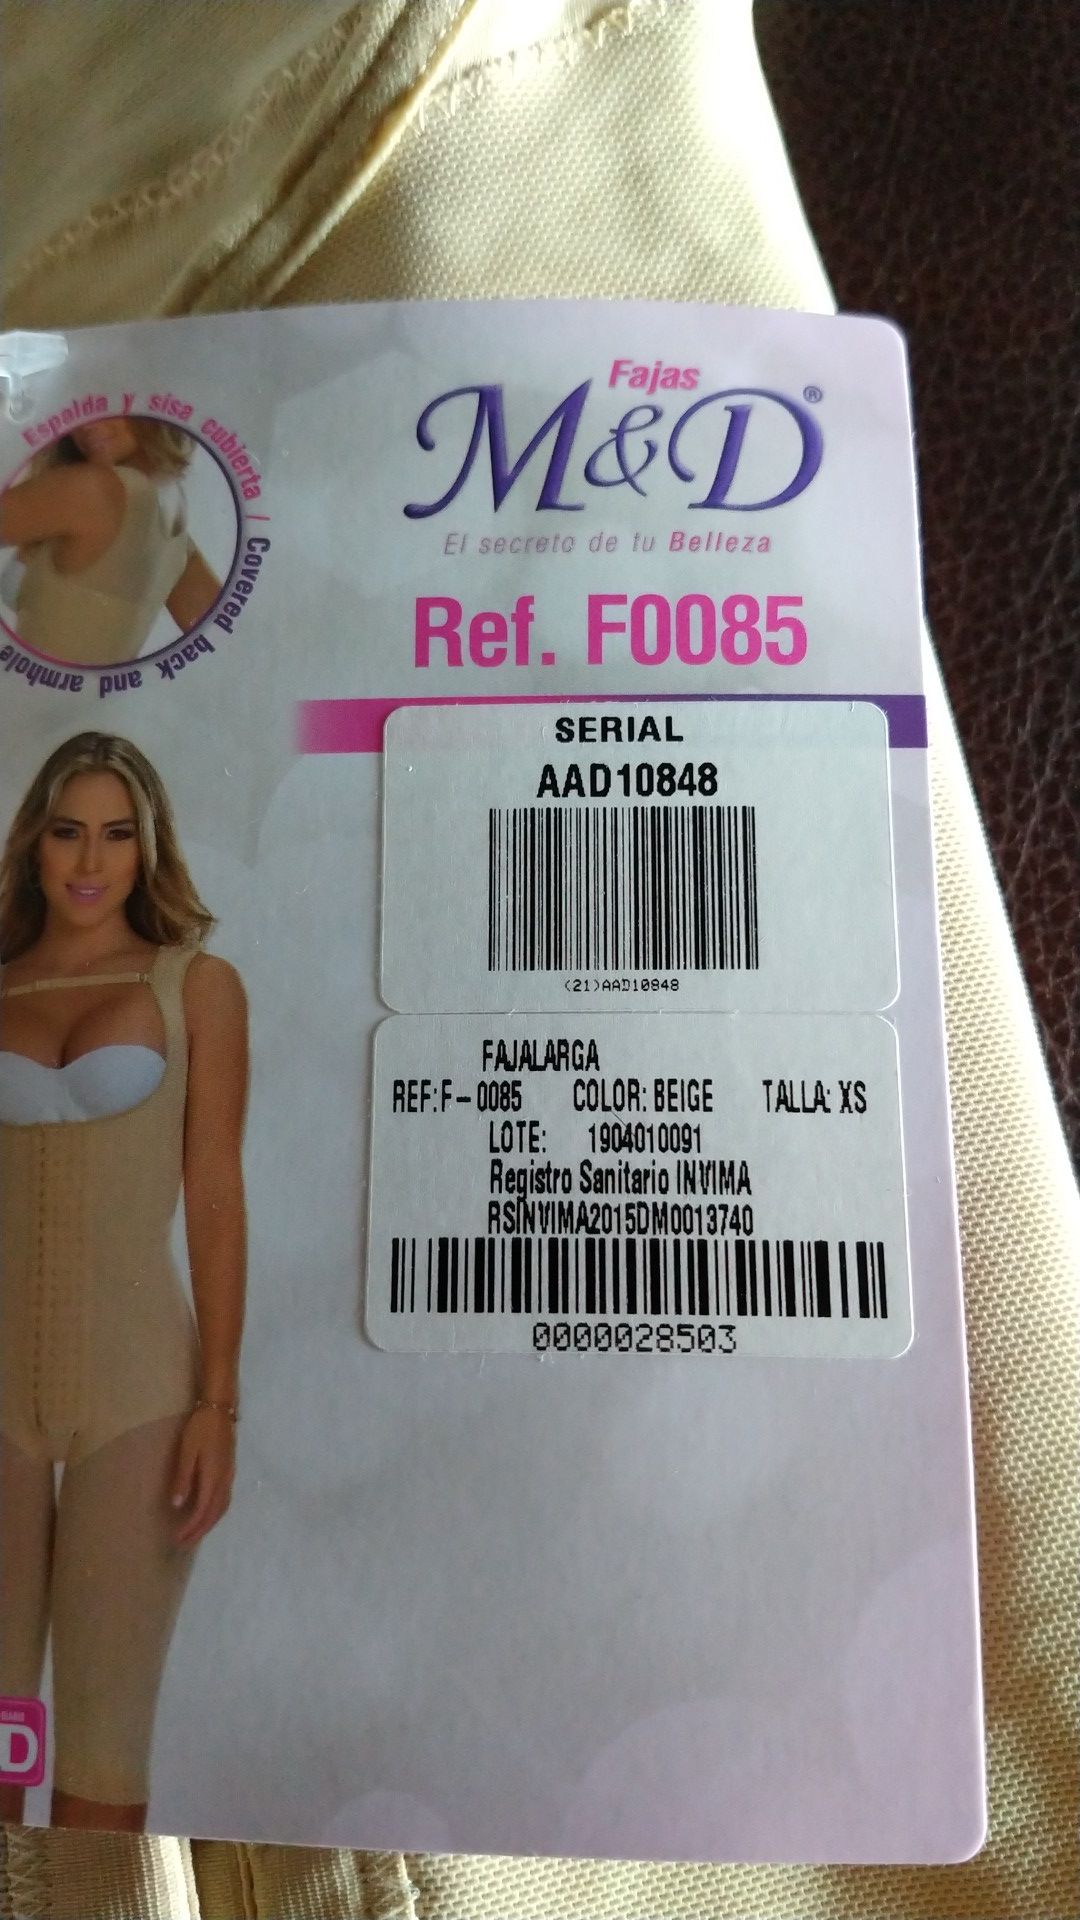 Espalda y sisa cubierta / Covered back and armhole
Fajas
M&D®
El secreto de tu Belleza
Ref. F0085
SERIAL
AAD10848
(21)AAD10848
FAJALARGA
REF:F-0085 COLOR: BEIGE TALLA: XS
LOTE: 1904010091
Registro Sanitario INVIMA
RSINVIMA2015DM0013740
0000028503
D